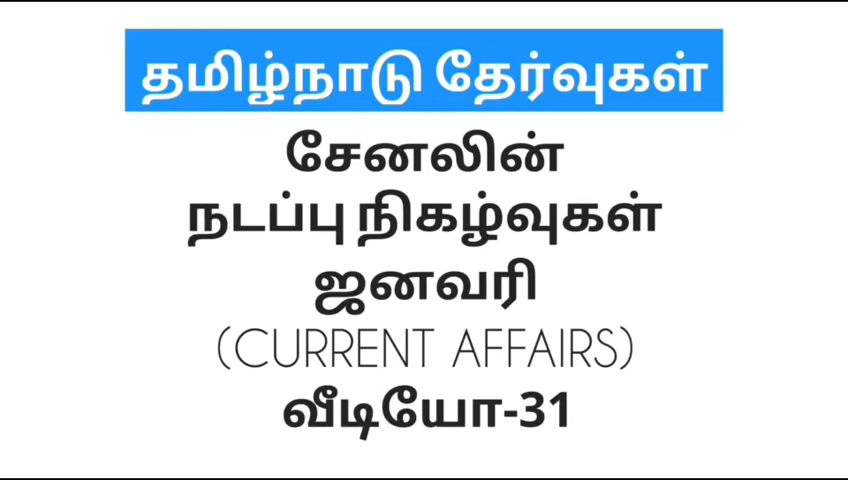 தமிழ்நாடு தேர்வுகள்
சேனலின்
நடப்பு நிகழ்வுகள்
ஜனவரி
(CURRENT AFFAIRS)
வீடியோ-31